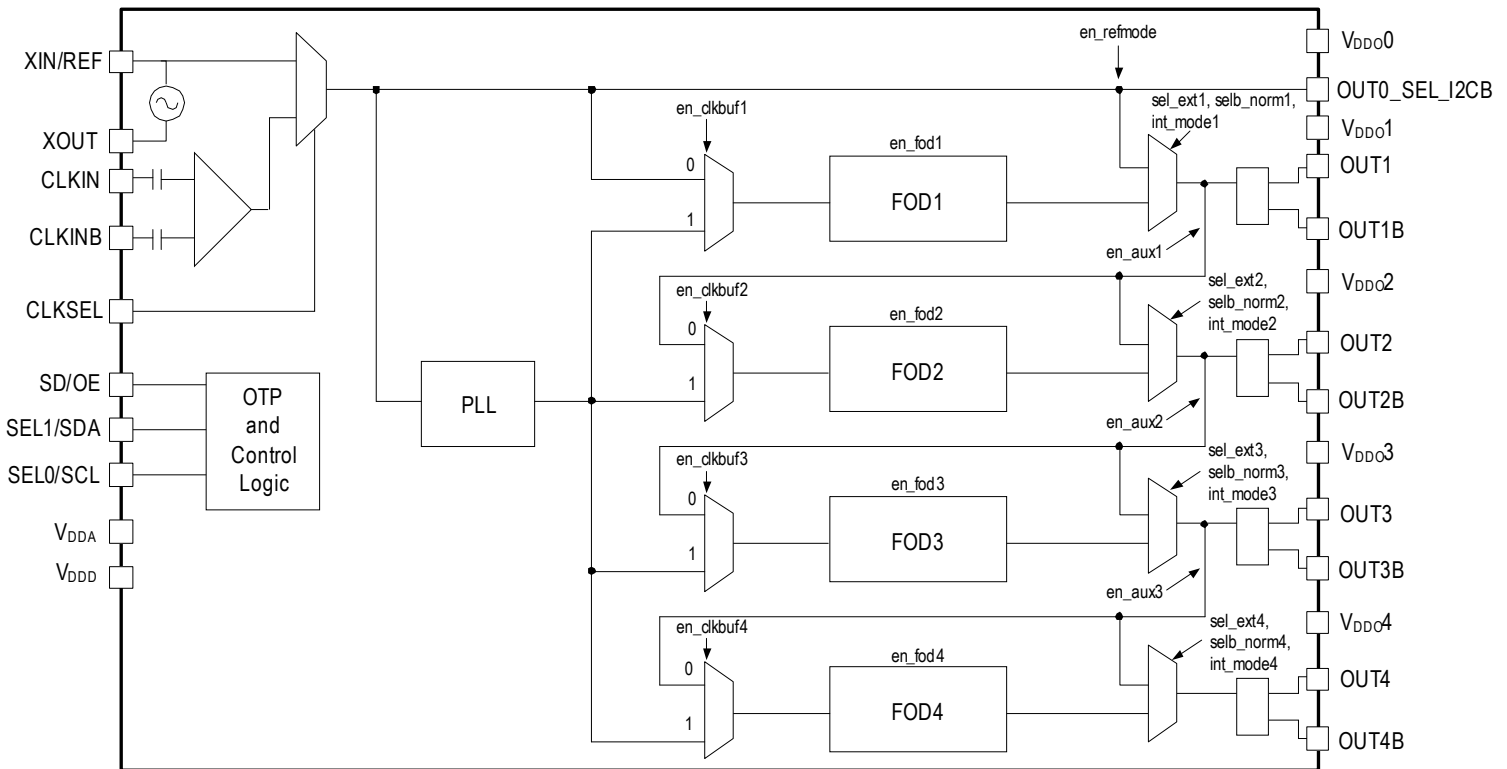 XIN/REF
XOUT
CLKIN
CLKINB
CLKSEL
SD/OE
SEL1/SDA
SEL0/SCL
VDDA
VDDD
OTP
and
Control
Logic
PLL
en_refmode
en_clkbuf1
0
1
en_fod1
FOD1
sel_ext1, selb_norm1,
int_mode1
en_aux1
en_clkbuf2
0
1
en_fod2
FOD2
sel_ext2,
selb_norm2,
int_mode2
en_aux2
en_clkbuf3
0
1
en_fod3
FOD3
sel_ext3,
selb_norm3,
int_mode3
en_aux3
en_clkbuf4
0
1
en_fod4
FOD4
sel_ext4,
selb_norm4,
int_mode4
VDDO0
OUT0_SEL_I2CB
VDDO1
OUT1
OUT1B
VDDO2
OUT2
OUT2B
VDDO3
OUT3
OUT3B
VDDO4
OUT4
OUT4B